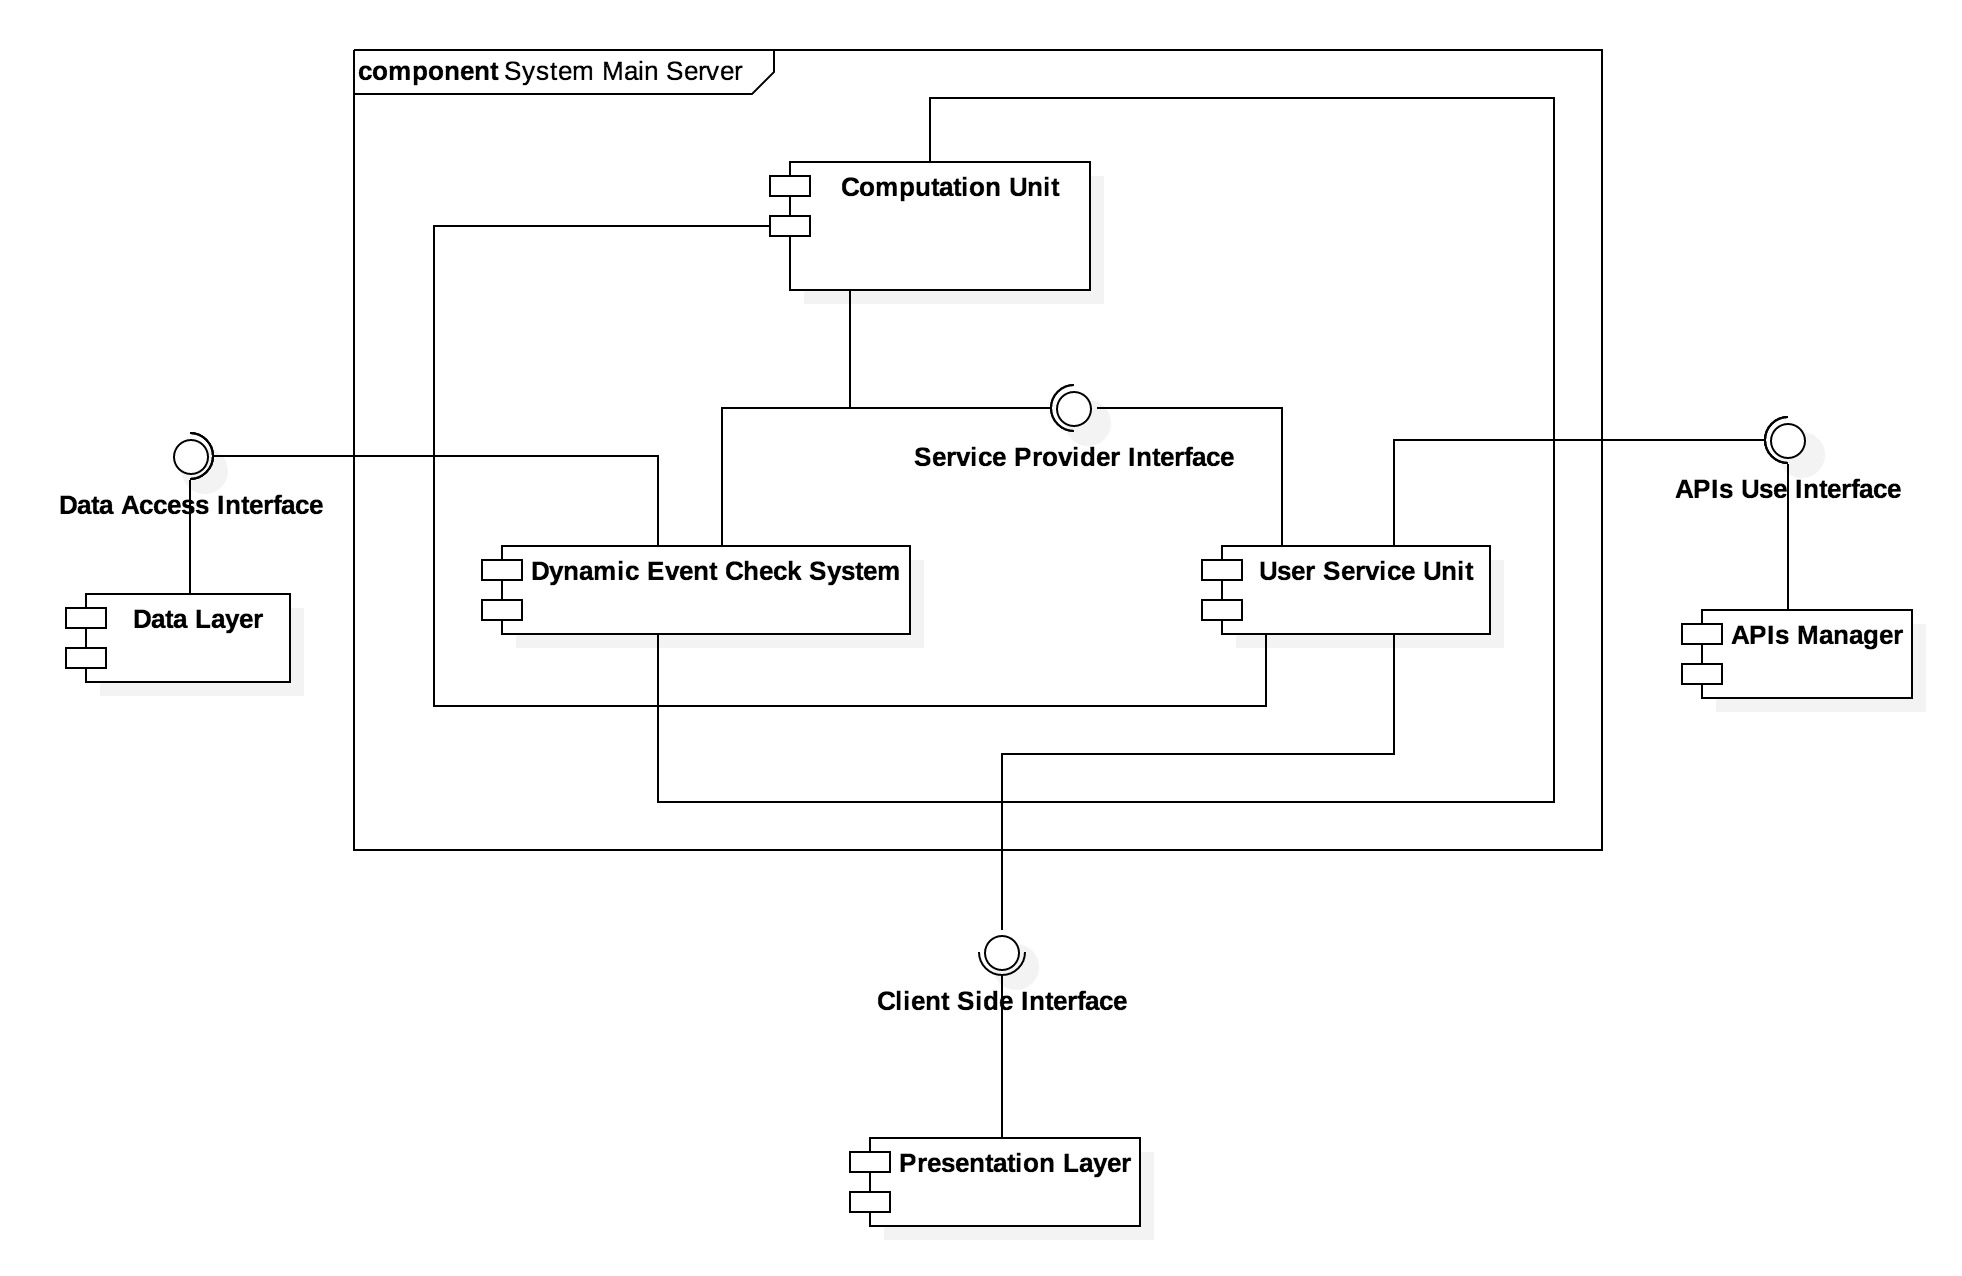 component System Main Server
Computation Unit
Service Provider Interface
Data Access Interface
APIs Use Interface
Dynamic Event Check System
User Service Unit
Data Layer
APIs Manager
Client Side Interface
Presentation Layer